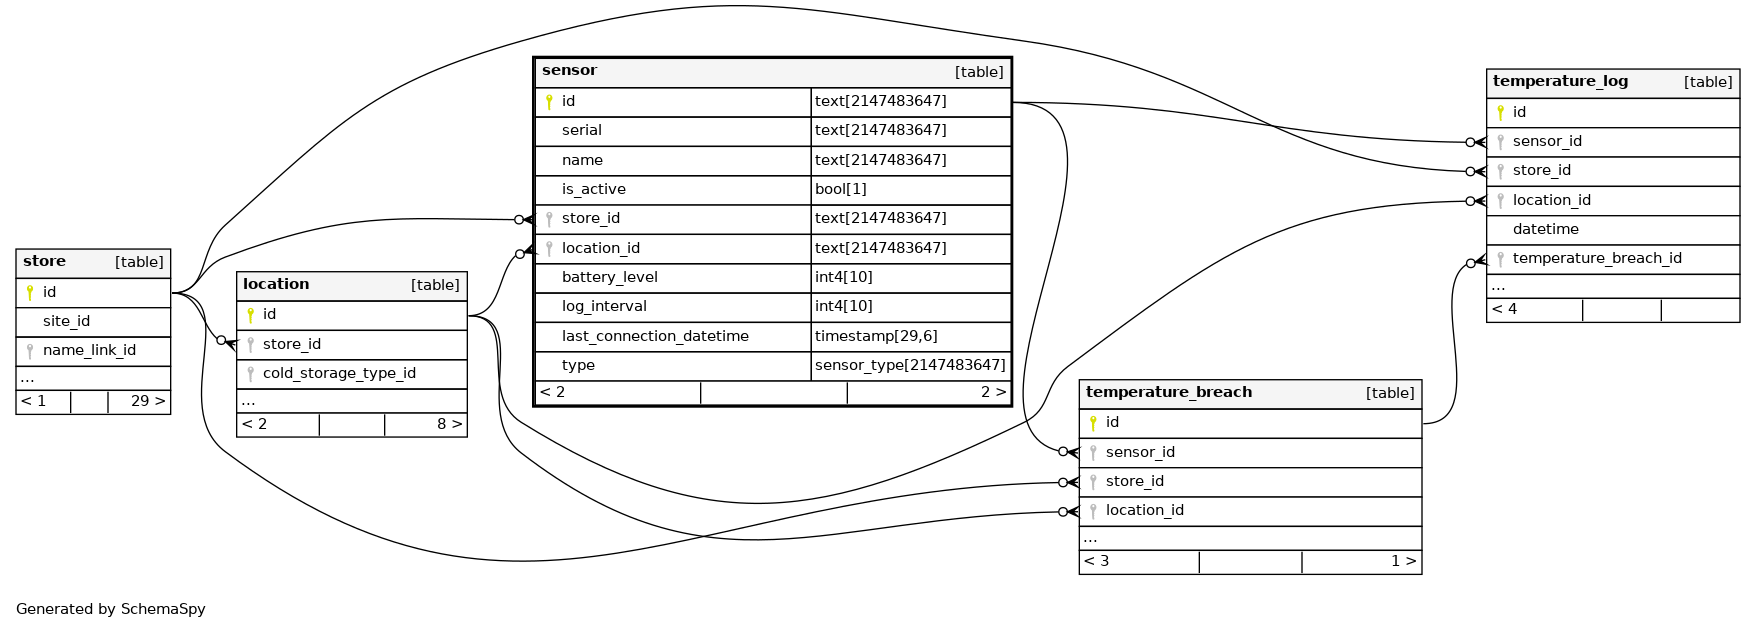 sensor [table]
id text[2147483647]
serial text[2147483647]
name text[2147483647]
is_active bool[1]
store_id text[2147483647]
location_id text[2147483647]
battery_level int4[10]
log_interval int4[10]
last_connection_datetime timestamp[29,6]
type sensor_type[2147483647]
< 2 2 >
temperature_log [table]
id
sensor_id
store_id
location_id
datetime
temperature_breach_id
...
< 4
store [table]
id
site_id
name_link_id
...
< 1 29 >
location [table]
id
store_id
cold_storage_type_id
...
< 2 8 >
temperature_breach [table]
id
sensor_id
store_id
location_id
...
< 3 1 >
Generated by SchemaSpy